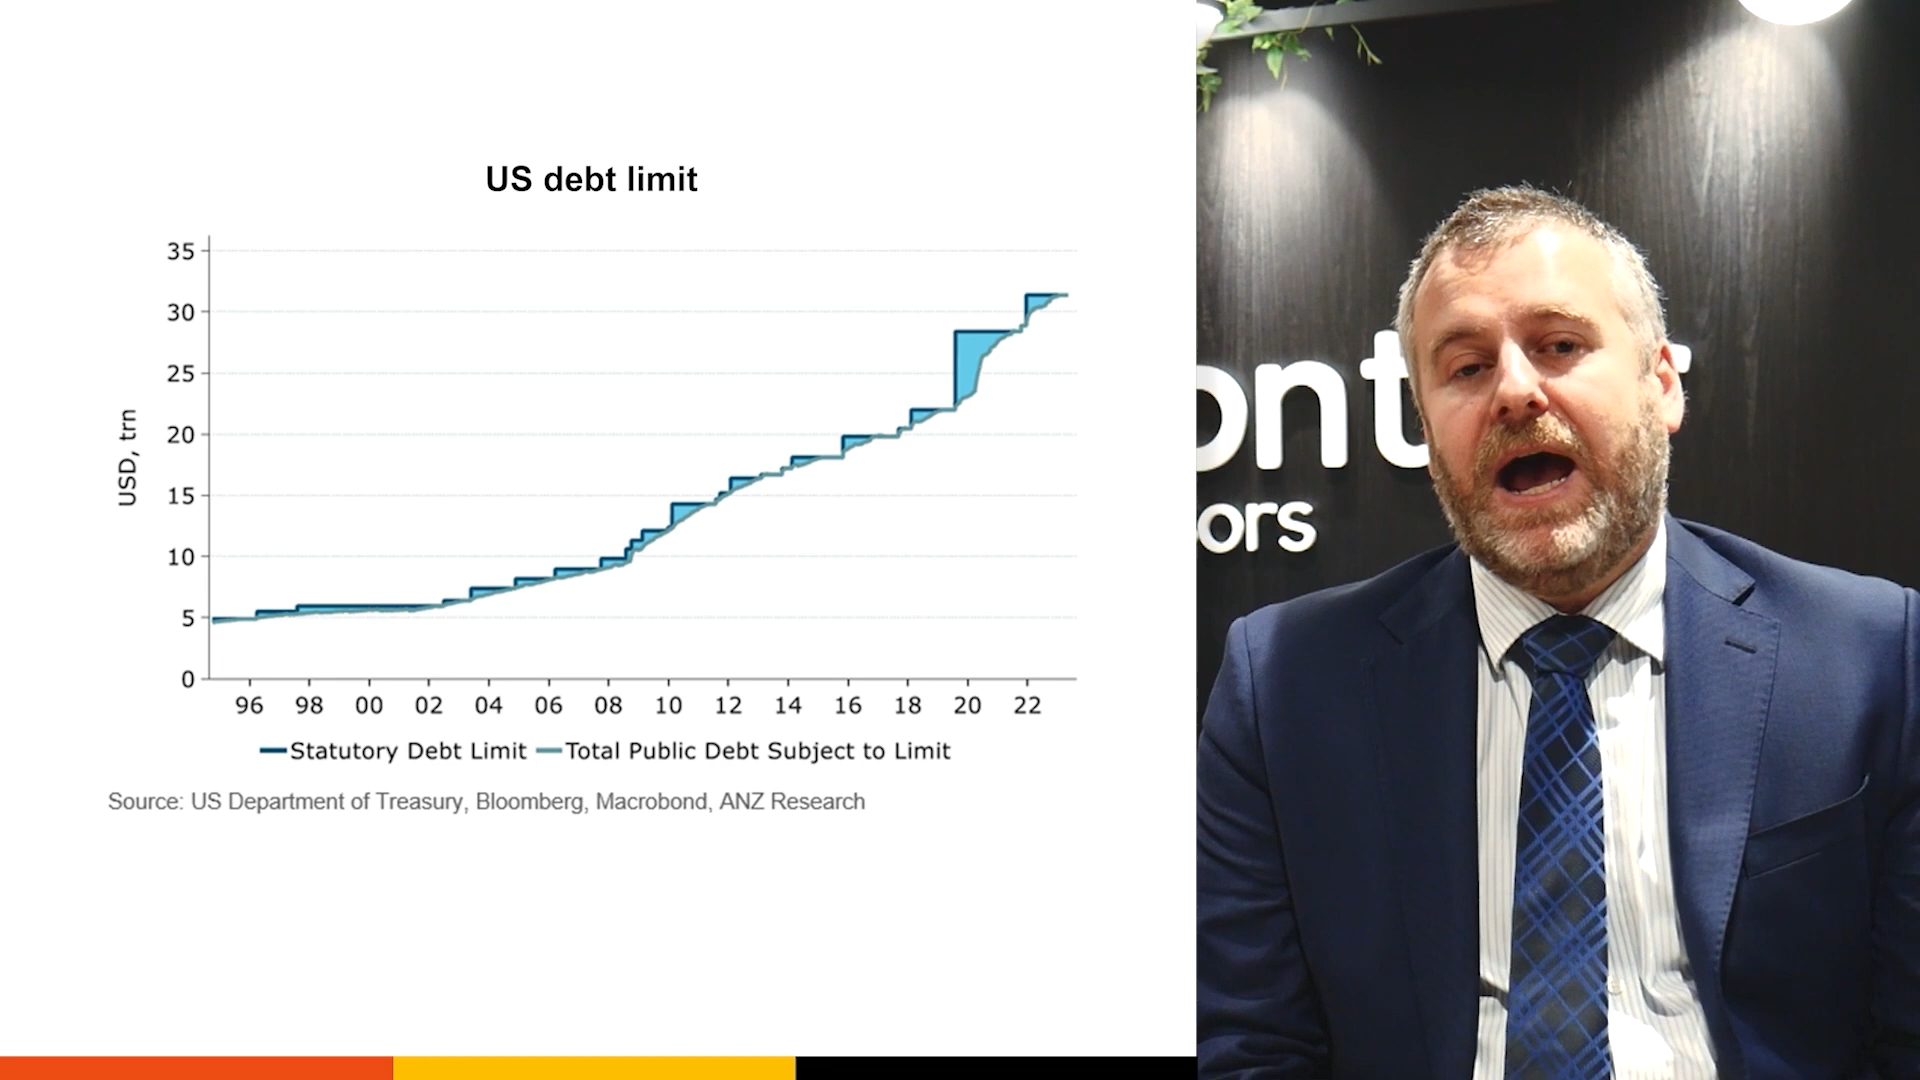 US debt limit
35
30
25
20
15
10
5
0
USD, trn
96 98 00 02 04 06 08 10 12 14 16 18 20 22
Statutory Debt Limit Total Public Debt Subject to Limit
Source: US Department of Treasury, Bloomberg, Macrobond, ANZ Research
ont
ors